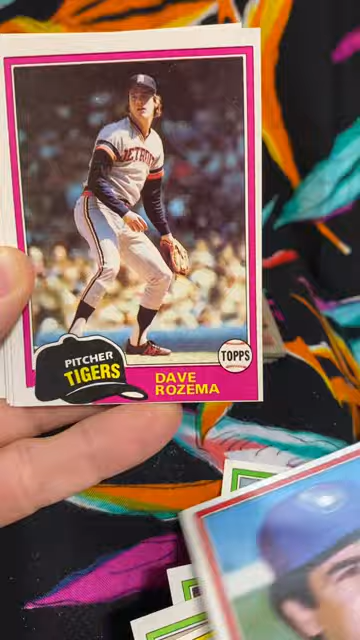 DETROIT
TOPPS
PITCHER
TIGERS
DAVE
ROZEMA